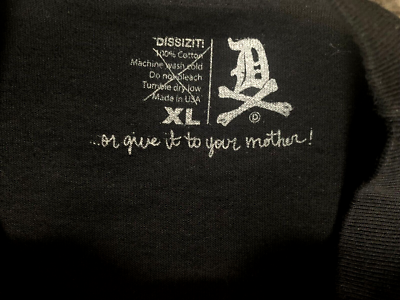 DISSIZIT!
100% Cotton
Machine wash cold
Do not bleach
Tumble dry low
Made in USA
XL
D
...or give it to your mother!